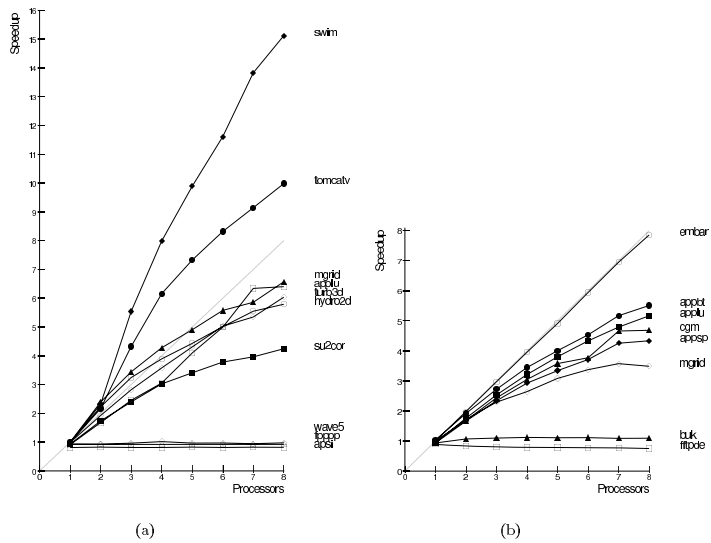 Speedup
16
15
14
13
12
11
10
9
8
7
6
5
4
3
2
1
0
0 1 2 3 4 5 6 7 8
Processors
swim
tomcatv
mgrid
applu
turb3d
hydro2d
su2cor
wave5
fpppp
apsi
(a)
Speedup
8
7
6
5
4
3
2
1
0
0 1 2 3 4 5 6 7 8
Processors
embar
appbt
applu
cgm
appsp
mgrid
buk
fftpde
(b)